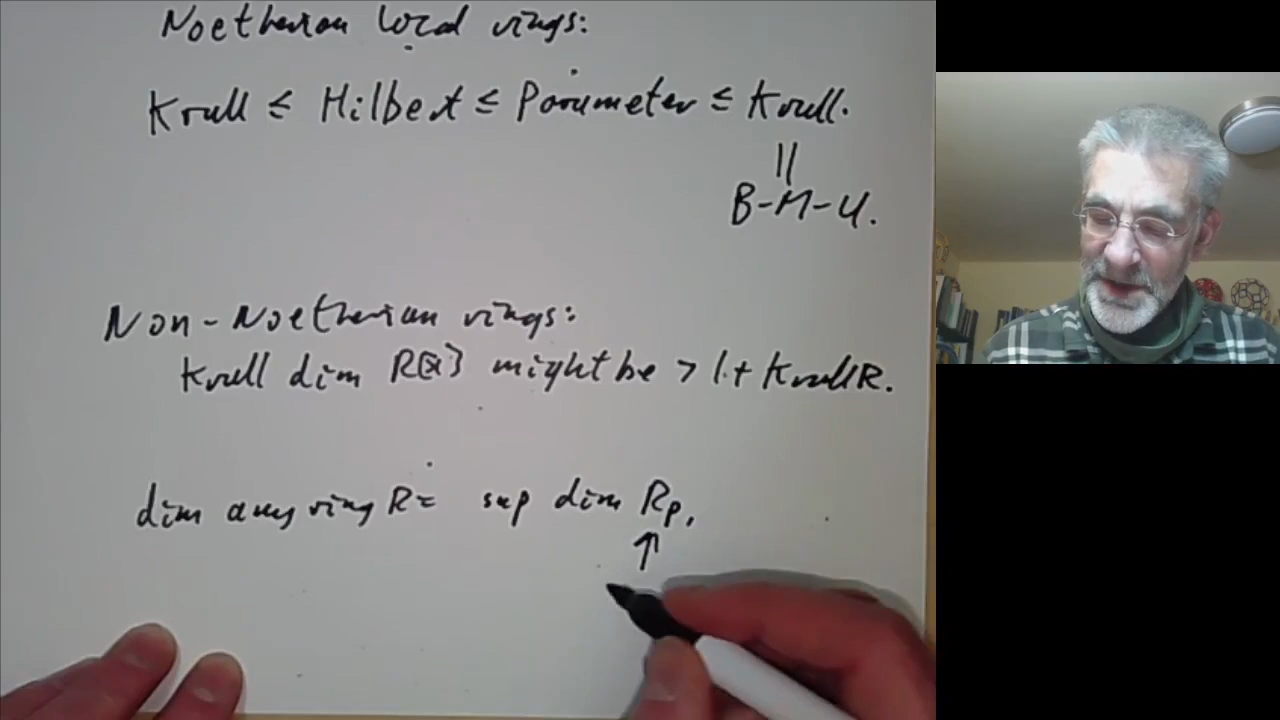 Noetherian local rings:
Krull ≤ Hilbert ≤ Parameter ≤ Krull.
||
B-M-U.
Non-Noetherian rings:
Krull dim R[x] might be > 1 + Krull R.
dim any ring R = sup dim R_p,
↑